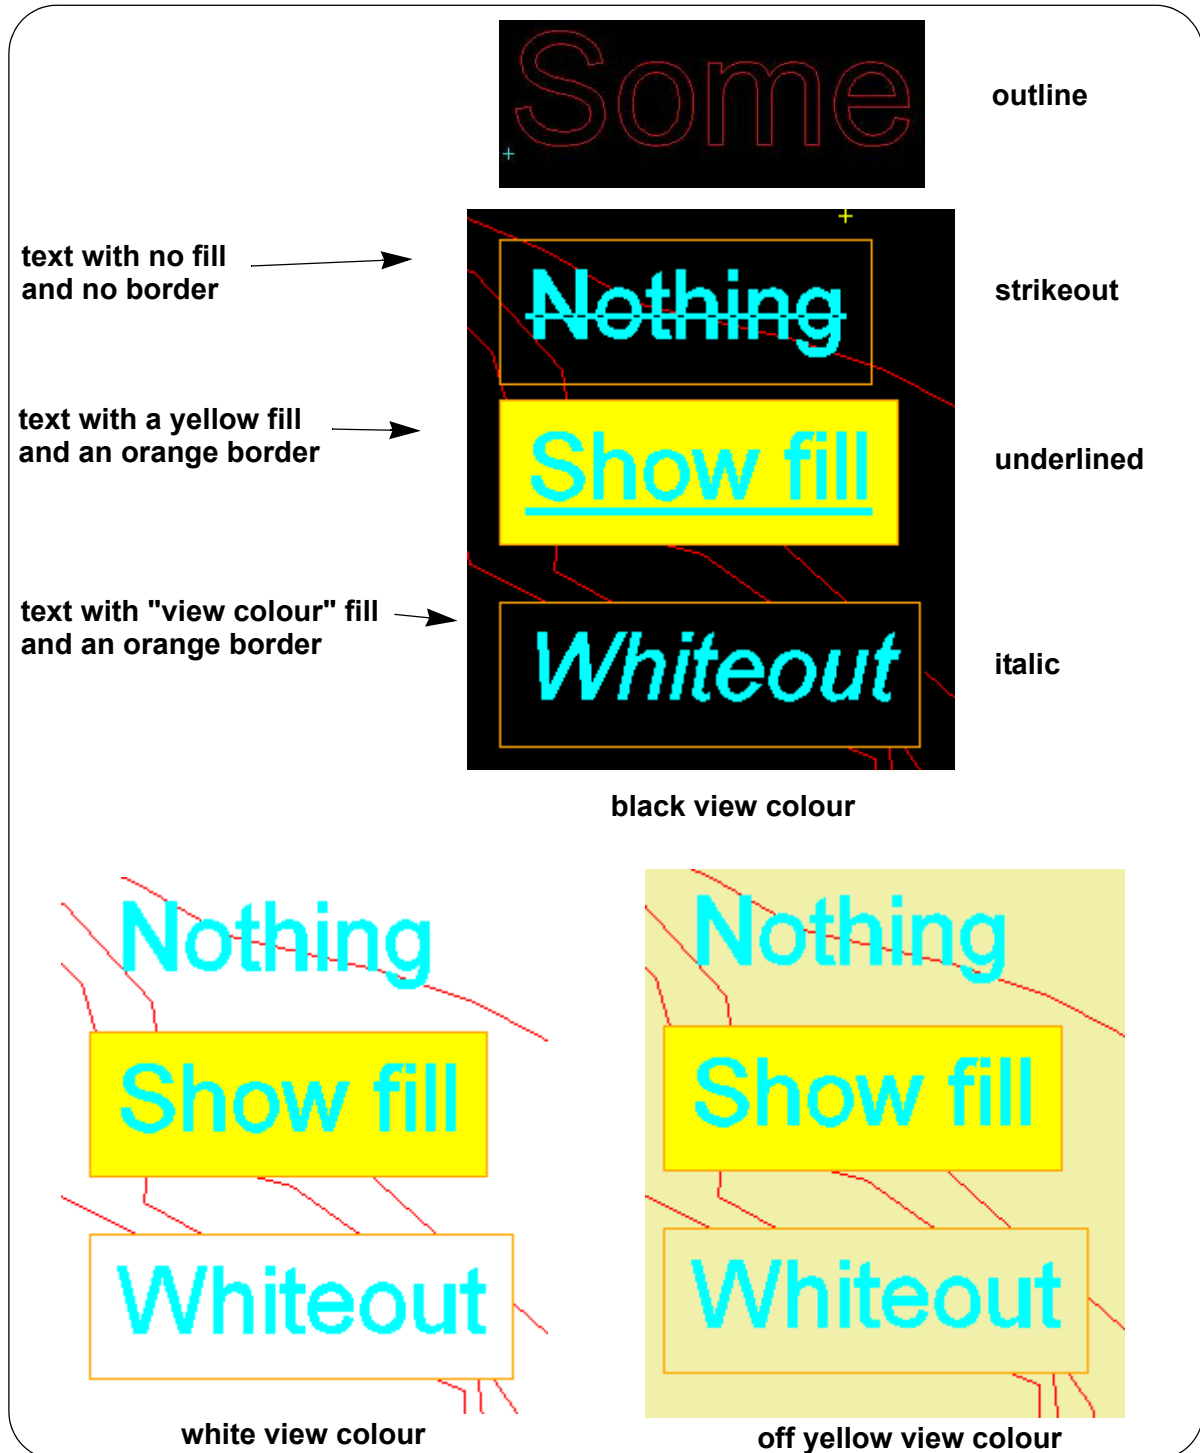 Some
outline
text with no fill
and no border
Nothing
strikeout
text with a yellow fill
and an orange border
Show fill
underlined
text with "view colour" fill
and an orange border
Whiteout
italic
black view colour
Nothing
Show fill
Whiteout
white view colour
Nothing
Show fill
Whiteout
off yellow view colour